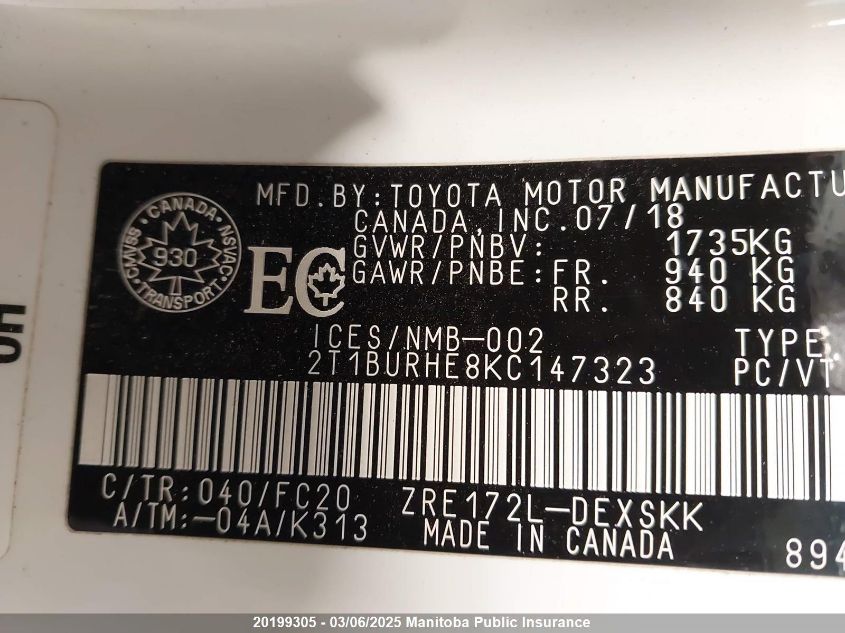 MFD.BY:TOYOTA MOTOR MANUFACTU
CANADA,INC.07/18
GVWR/PNBV: 1735KG
GAWR/PNBE:FR. 940 KG
RR. 840 KG
CANADA
NSVAC
TRANSPORT
CMVSS
930
EC
ICES/NMB-002 TYPE
2T1BURHE8KC147323 PC/VT
C/TR:040/FC20 ZRE172L-DEXSKK
A/TM:-04A/K313 MADE IN CANADA 894
20199305 - 03/06/2025 Manitoba Public Insurance